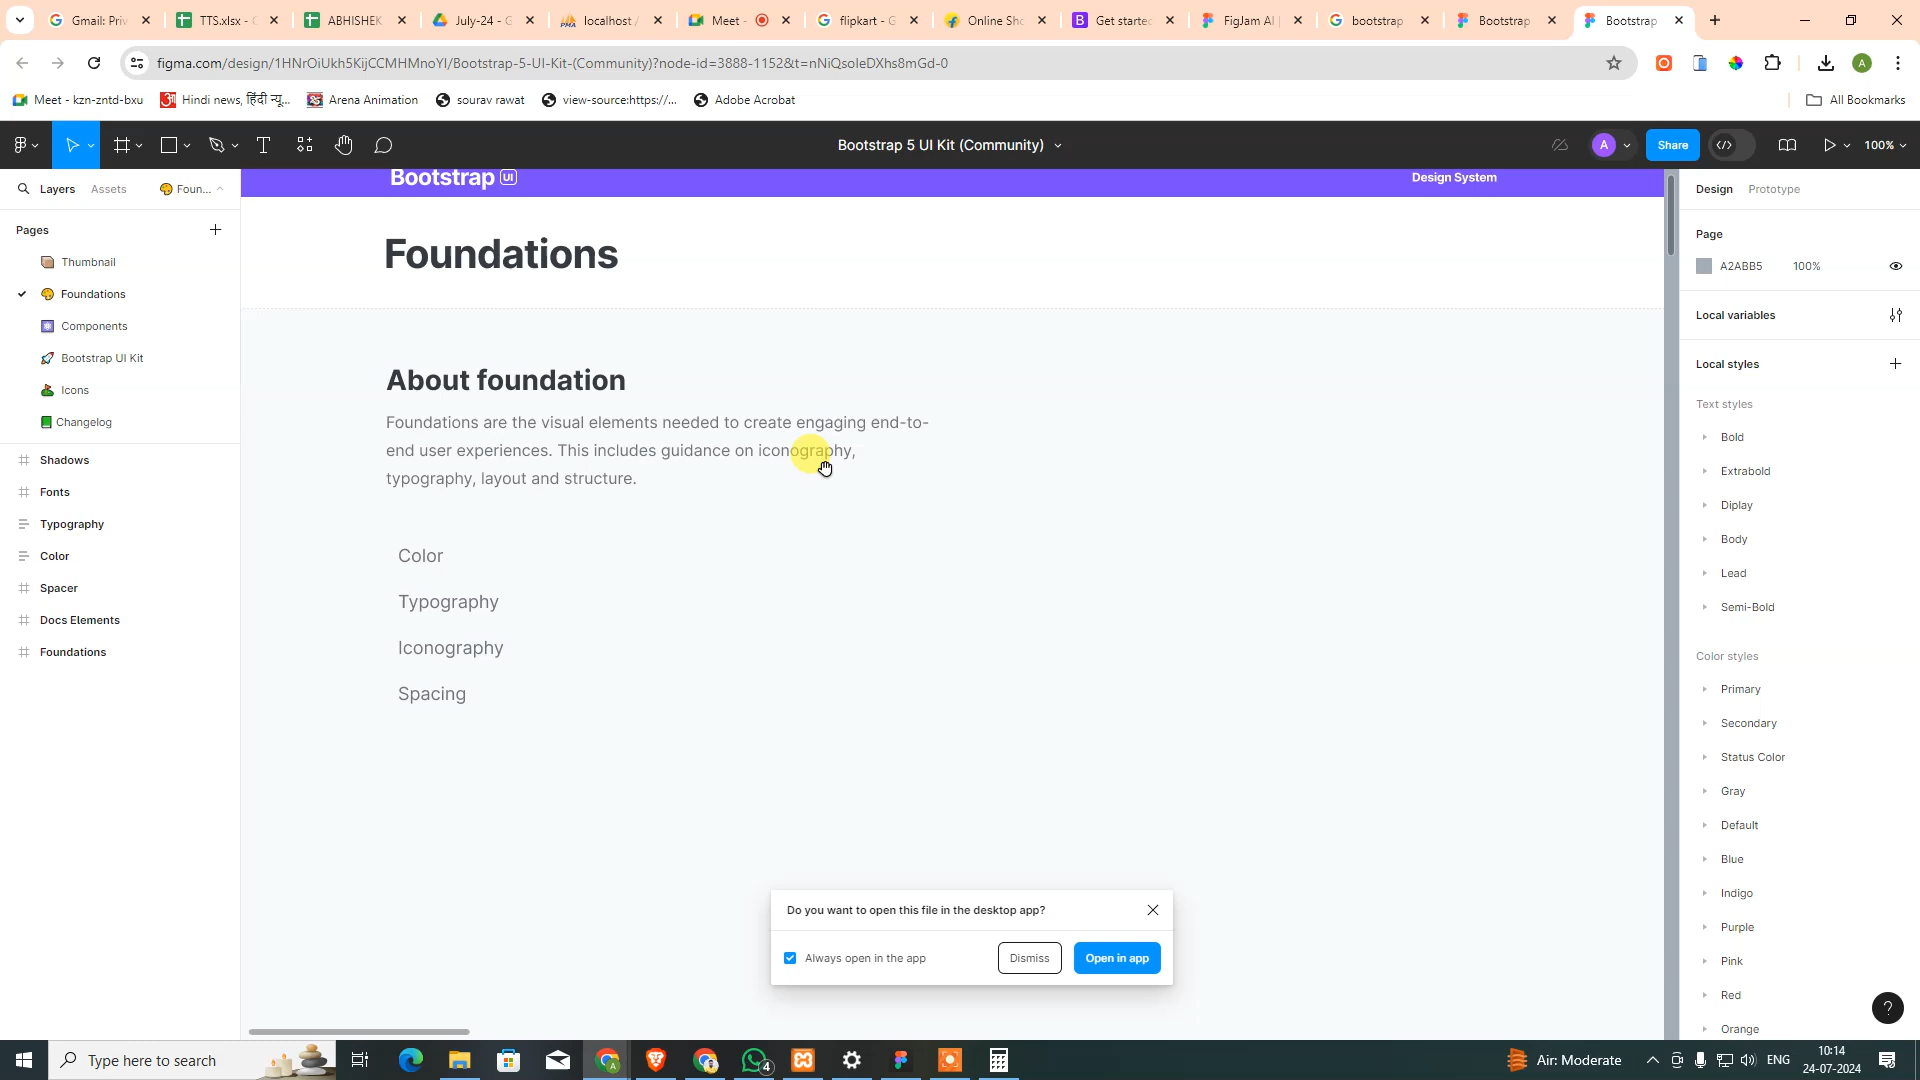 Gmail: Priv
TTS.xlsx - G
ABHISHEK
July-24 - G
localhost /
Meet -
flipkart - G
Online Sho
Get started
FigJam AI |
bootstrap
Bootstrap
Bootstrap
figma.com/design/1HNrOiUkh5KijCCMHMnoYI/Bootstrap-5-UI-Kit-(Community)?node-id=3888-1152&t=nNiQsoleDXhs8mGd-0
A
Meet - kzn-zntd-bxu
Hindi news, हिंदी न्यू...
Arena Animation
sourav rawat
view-source:https://...
Adobe Acrobat
All Bookmarks
Bootstrap 5 UI Kit (Community)
A
Share
100%
Layers
Assets
Foun...
Pages
Thumbnail
Foundations
Components
Bootstrap UI Kit
Icons
Changelog
Shadows
Fonts
Typography
Color
Spacer
Docs Elements
Foundations
Bootstrap UI
Design System
Foundations
About foundation
Foundations are the visual elements needed to create engaging end-to-
end user experiences. This includes guidance on iconography,
typography, layout and structure.
Color
Typography
Iconography
Spacing
Do you want to open this file in the desktop app?
Always open in the app
Dismiss
Open in app
Design
Prototype
Page
A2ABB5
100%
Local variables
Local styles
Text styles
Bold
Extrabold
Diplay
Body
Lead
Semi-Bold
Color styles
Primary
Secondary
Status Color
Gray
Default
Blue
Indigo
Purple
Pink
Red
Orange
?
Type here to search
4
Air: Moderate
ENG
10:14
24-07-2024